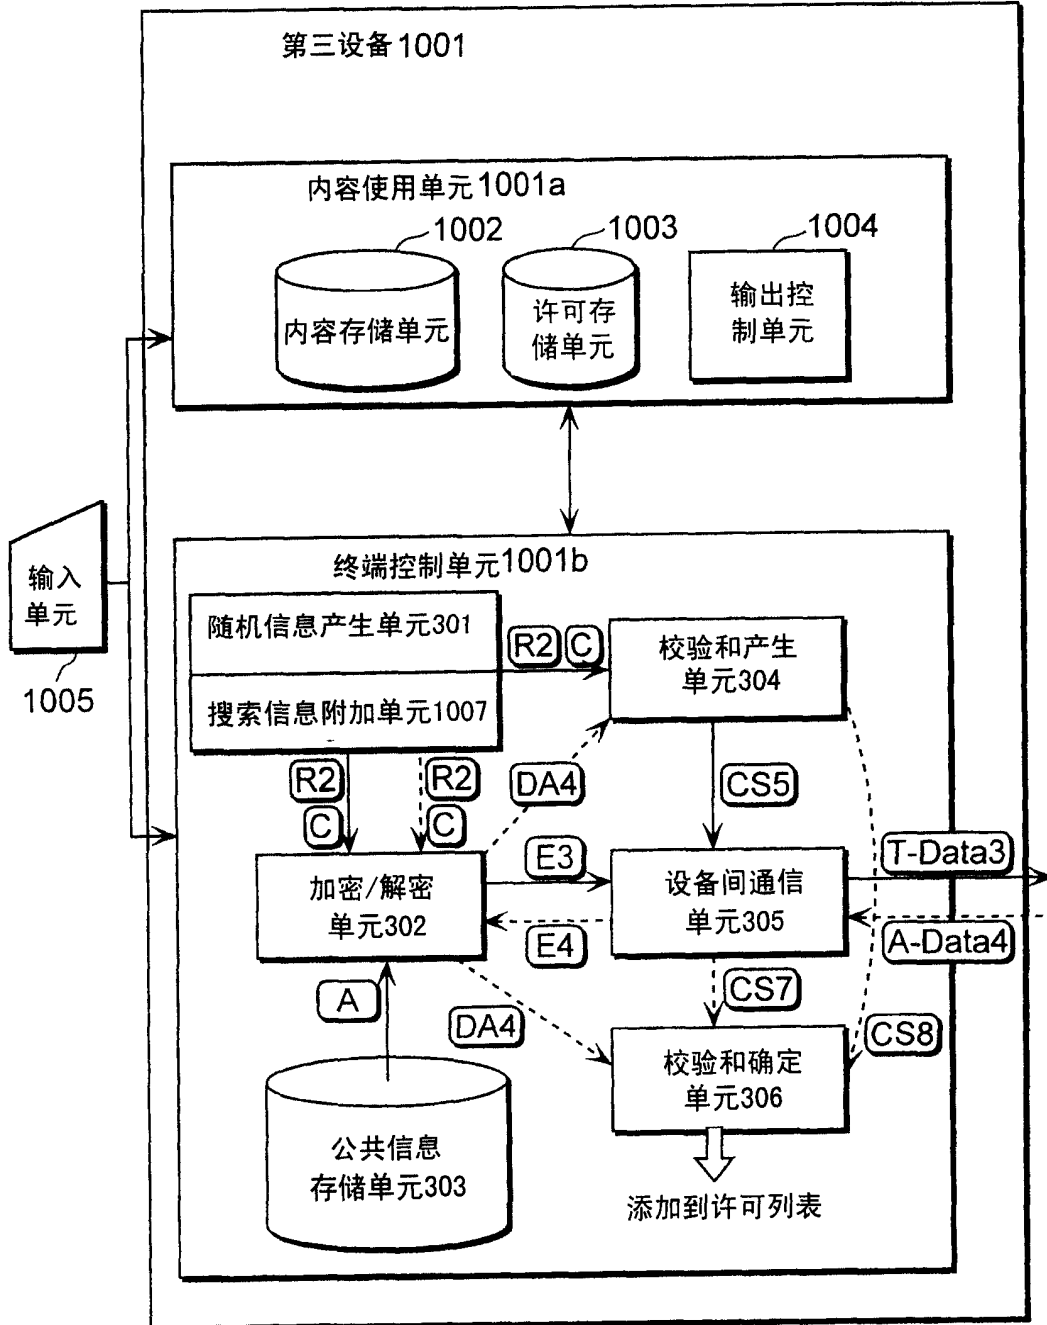 第三设备1001
内容使用单元1001a
1002
1003
1004
内容存储单元
许可存
储单元
输出控
制单元
输入
单元
1005
终端控制单元1001b
随机信息产生单元301
搜索信息附加单元1007
R2 C
校验和产生
单元304
R2
C
R2
C
DA4
CS5
T-Data3
加密/解密
单元302
E3
E4
设备间通信
单元305
A-Data4
A
DA4
CS7
CS8
校验和确定
单元306
公共信息
存储单元303
添加到许可列表